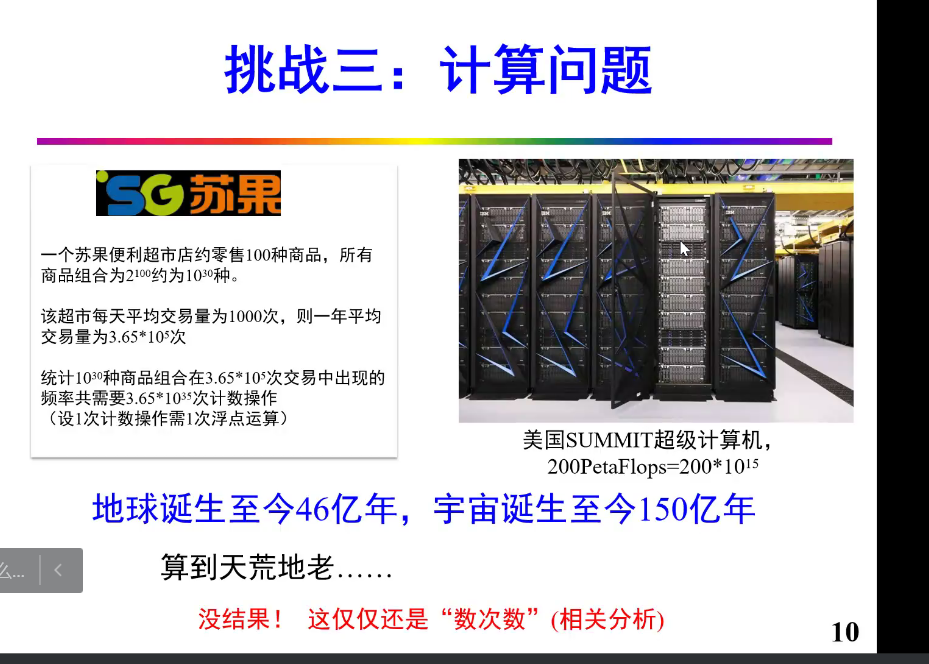 挑战三：计算问题
SG苏果
一个苏果便利超市店约零售100种商品，所有
商品组合为2¹⁰⁰约为10³⁰种。
该超市每天平均交易量为1000次，则一年平均
交易量为3.65*10⁵次
统计10³⁰种商品组合在3.65*10⁵次交易中出现的
频率共需要3.65*10³⁵次计数操作
（设1次计数操作需1次浮点运算）
美国SUMMIT超级计算机，
200PetaFlops=200*10¹⁵
地球诞生至今46亿年，宇宙诞生至今150亿年
么...
算到天荒地老……
没结果！ 这仅仅还是“数次数”(相关分析)
10